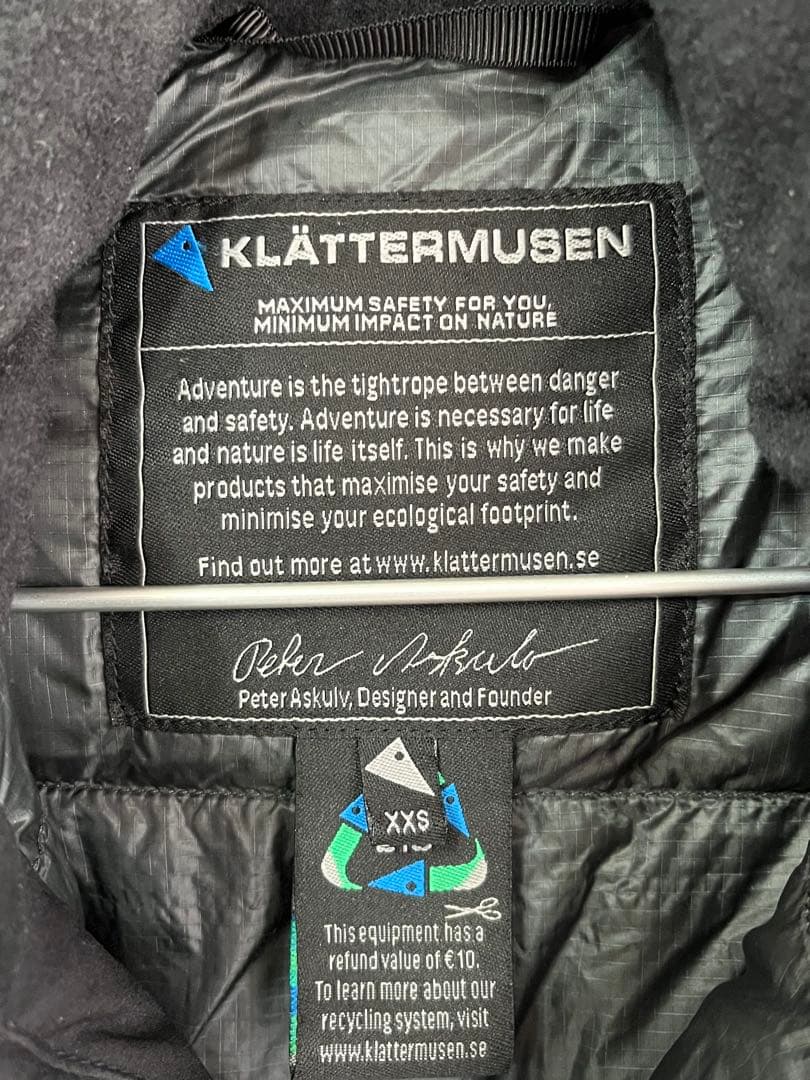 KLÄTTERMUSEN
MAXIMUM SAFETY FOR YOU,
MINIMUM IMPACT ON NATURE
Adventure is the tightrope between danger
and safety. Adventure is necessary for life
and nature is life itself. This is why we make
products that maximise your safety and
minimise your ecological footprint.
Find out more at www.klattermusen.se
Peter Askulv
Peter Askulv, Designer and Founder
XXS
This equipment has a
refund value of €10.
To learn more about our
recycling system, visit
www.klattermusen.se